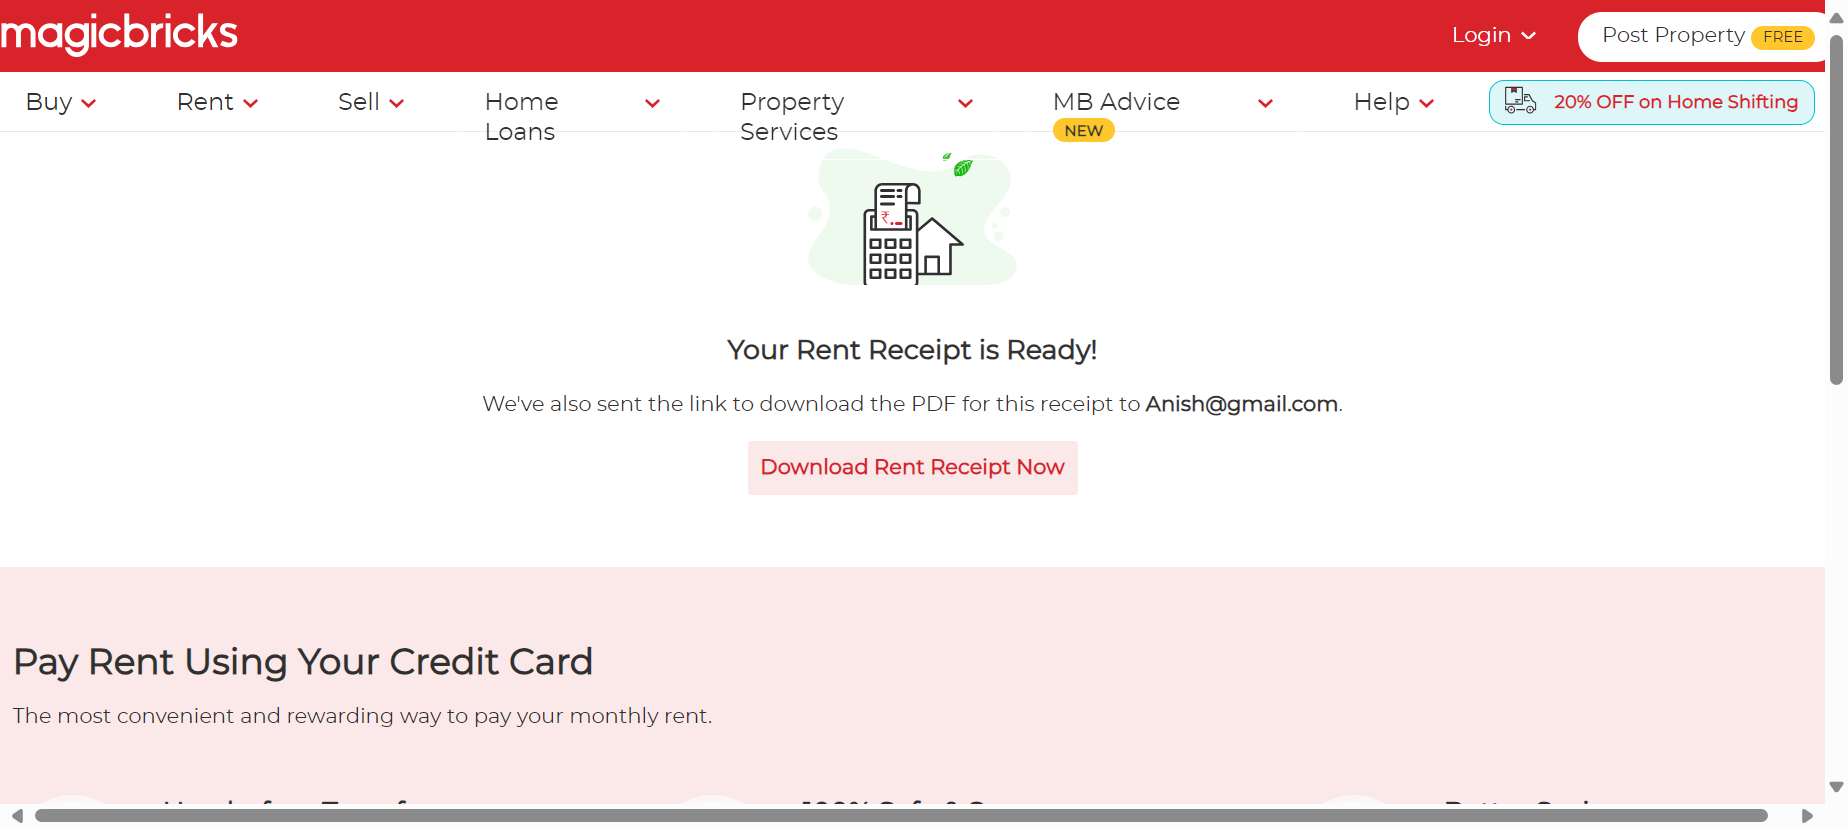 magicbricks
Login
Post Property FREE
Buy
Rent
Sell
Home
Loans
Property
Services
MB Advice
NEW
Help
20% OFF on Home Shifting
₹
Your Rent Receipt is Ready!
We've also sent the link to download the PDF for this receipt to Anish@gmail.com.
Download Rent Receipt Now
Pay Rent Using Your Credit Card
The most convenient and rewarding way to pay your monthly rent.